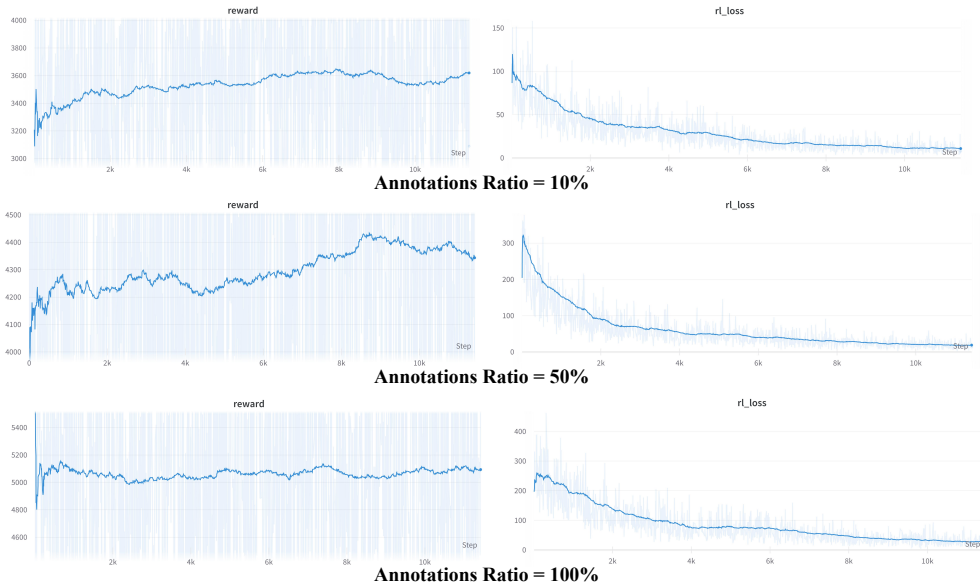 reward
rl_loss
4000
3800
3600
3400
3200
3000
2k
4k
6k
8k
10k
Step
150
100
50
0
2k
4k
6k
8k
10k
Step
Annotations Ratio = 10%
reward
rl_loss
4500
4400
4300
4200
4100
4000
0
2k
4k
6k
8k
10k
Step
300
200
100
0
2k
4k
6k
8k
10k
Step
Annotations Ratio = 50%
reward
rl_loss
5400
5200
5000
4800
4600
2k
4k
6k
8k
10k
Step
400
300
200
100
0
2k
4k
6k
8k
10k
Step
Annotations Ratio = 100%